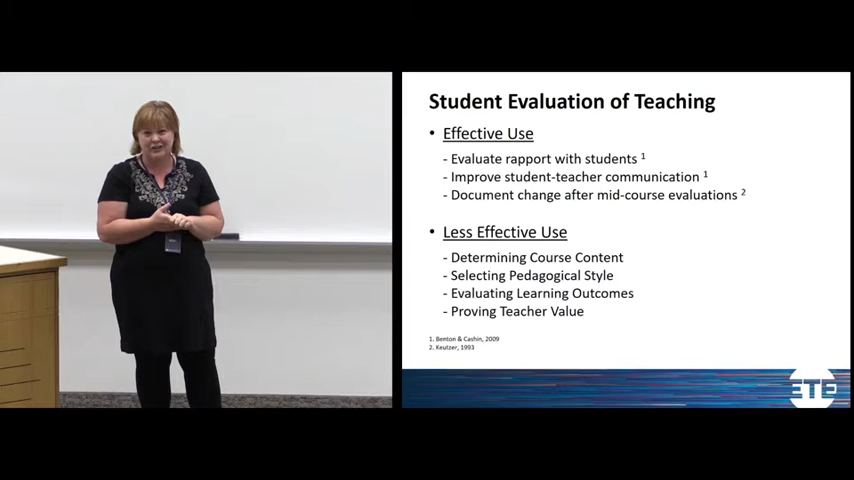 Student Evaluation of Teaching
• Effective Use
- Evaluate rapport with students 1
- Improve student-teacher communication 1
- Document change after mid-course evaluations 2
• Less Effective Use
- Determining Course Content
- Selecting Pedagogical Style
- Evaluating Learning Outcomes
- Proving Teacher Value
1. Benton & Cashin, 2009
2. Keutzer, 1993
ETE